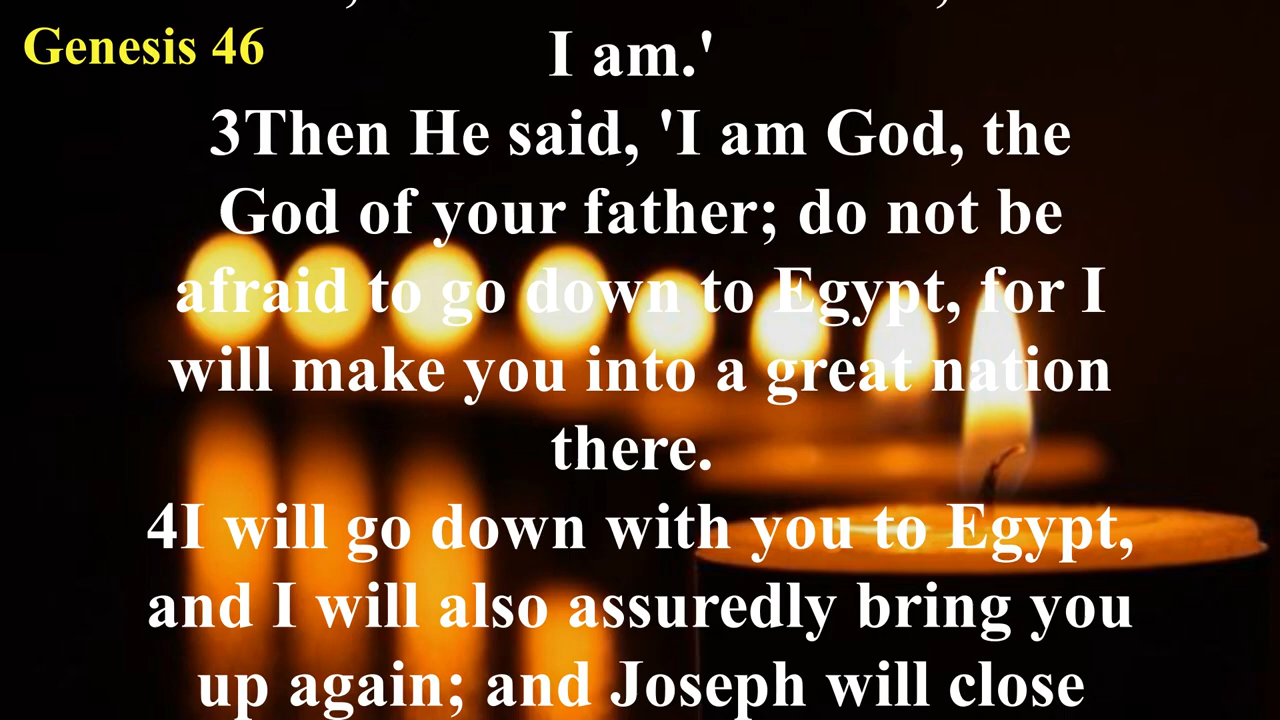 Genesis 46
I am.'
3Then He said, 'I am God, the
God of your father; do not be
afraid to go down to Egypt, for I
will make you into a great nation
there.
4I will go down with you to Egypt,
and I will also assuredly bring you
up again; and Joseph will close